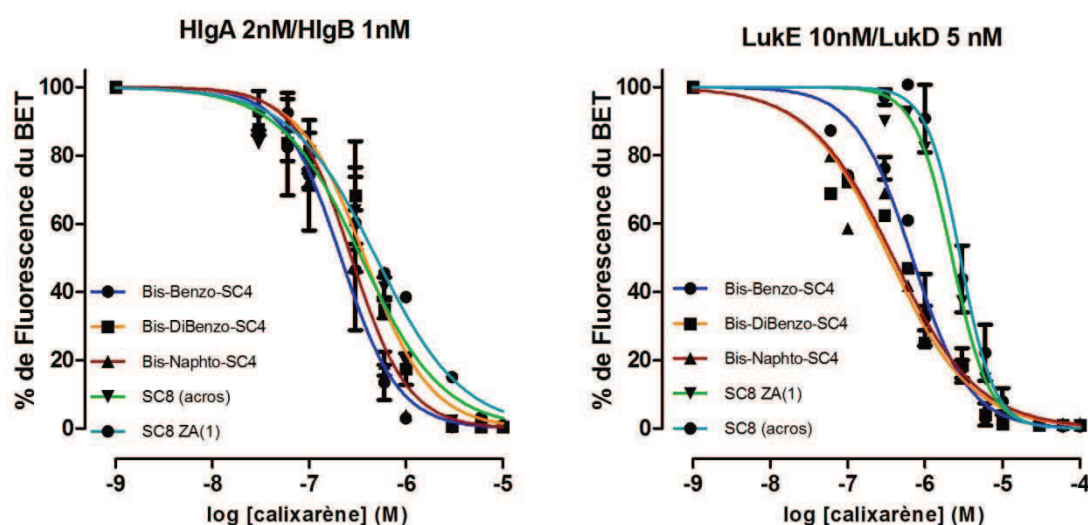 HlgA 2nM/HlgB 1nM
% de Fluorescence du BET
100
80
60
40
20
0
Bis-Benzo-SC4
Bis-DiBenzo-SC4
Bis-Naphto-SC4
SC8 (acros)
SC8 ZA(1)
-9 -8 -7 -6 -5
log [calixarène] (M)
LukE 10nM/LukD 5 nM
% de Fluorescence du BET
100
80
60
40
20
0
Bis-Benzo-SC4
Bis-DiBenzo-SC4
Bis-Naphto-SC4
SC8 ZA(1)
SC8 (acros)
-9 -8 -7 -6 -5 -4
log [calixarène] (M)